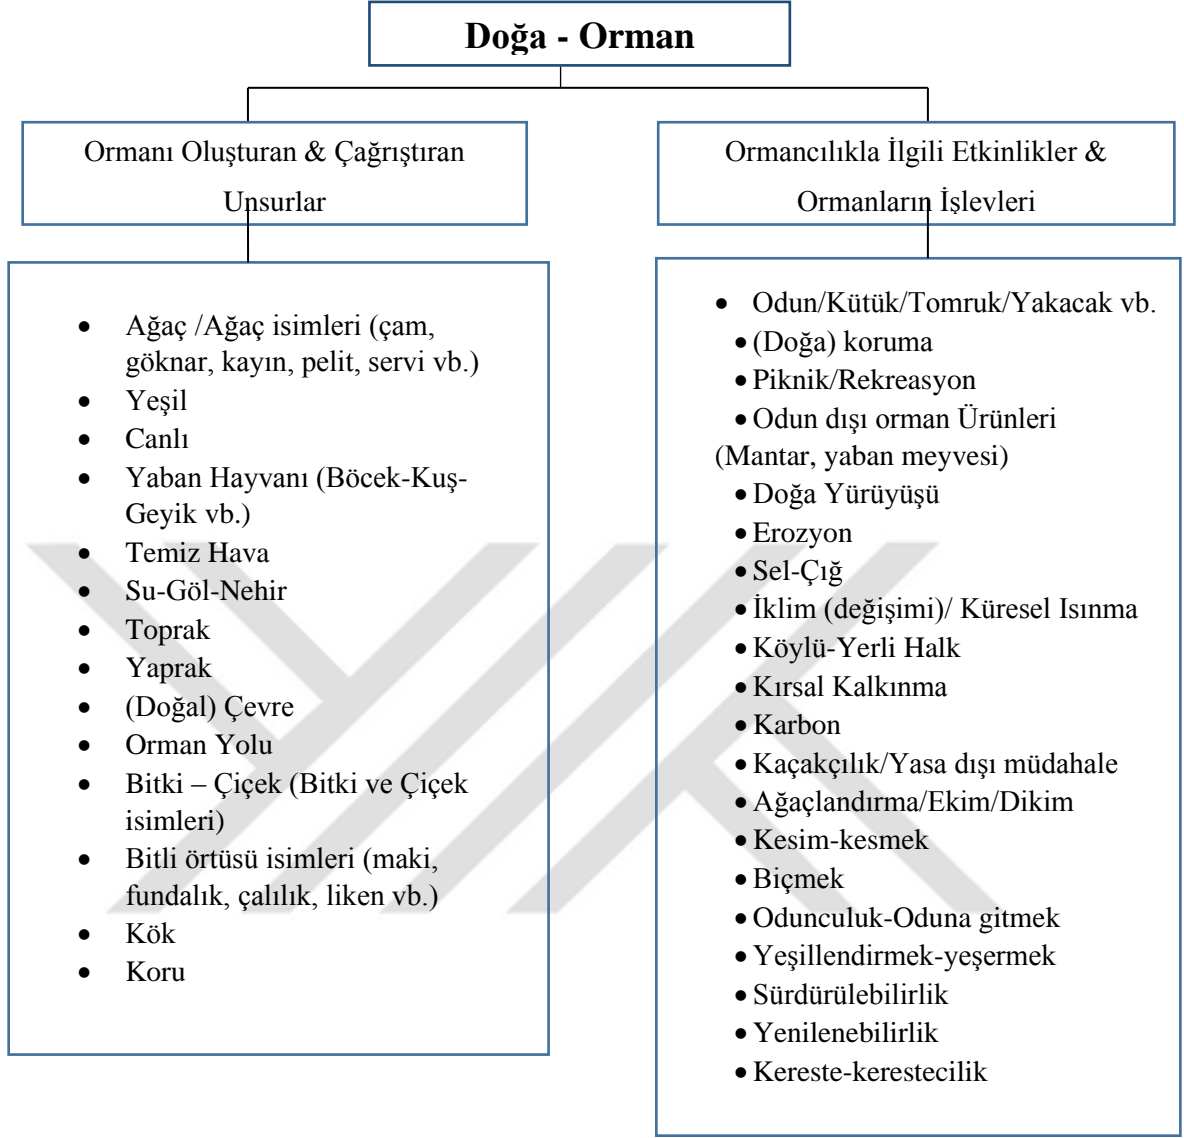 Doğa - Orman
Ormanı Oluşturan & Çağrıştıran
Unsurlar
• Ağaç /Ağaç isimleri (çam,
göknar, kayın, pelit, servi vb.)
• Yeşil
• Canlı
• Yaban Hayvanı (Böcek-Kuş-
Geyik vb.)
• Temiz Hava
• Su-Göl-Nehir
• Toprak
• Yaprak
• (Doğal) Çevre
• Orman Yolu
• Bitki – Çiçek (Bitki ve Çiçek
isimleri)
• Bitli örtüsü isimleri (maki,
fundalık, çalılık, liken vb.)
• Kök
• Koru
Ormancılıkla İlgili Etkinlikler &
Ormanların İşlevleri
• Odun/Kütük/Tomruk/Yakacak vb.
• (Doğa) koruma
• Piknik/Rekreasyon
• Odun dışı orman Ürünleri
(Mantar, yaban meyvesi)
• Doğa Yürüyüşü
• Erozyon
• Sel-Çığ
• İklim (değişimi)/ Küresel Isınma
• Köylü-Yerli Halk
• Kırsal Kalkınma
• Karbon
• Kaçakçılık/Yasa dışı müdahale
• Ağaçlandırma/Ekim/Dikim
• Kesim-kesmek
• Biçmek
• Odunculuk-Oduna gitmek
• Yeşillendirmek-yeşermek
• Sürdürülebilirlik
• Yenilenebilirlik
• Kereste-kerestecilik